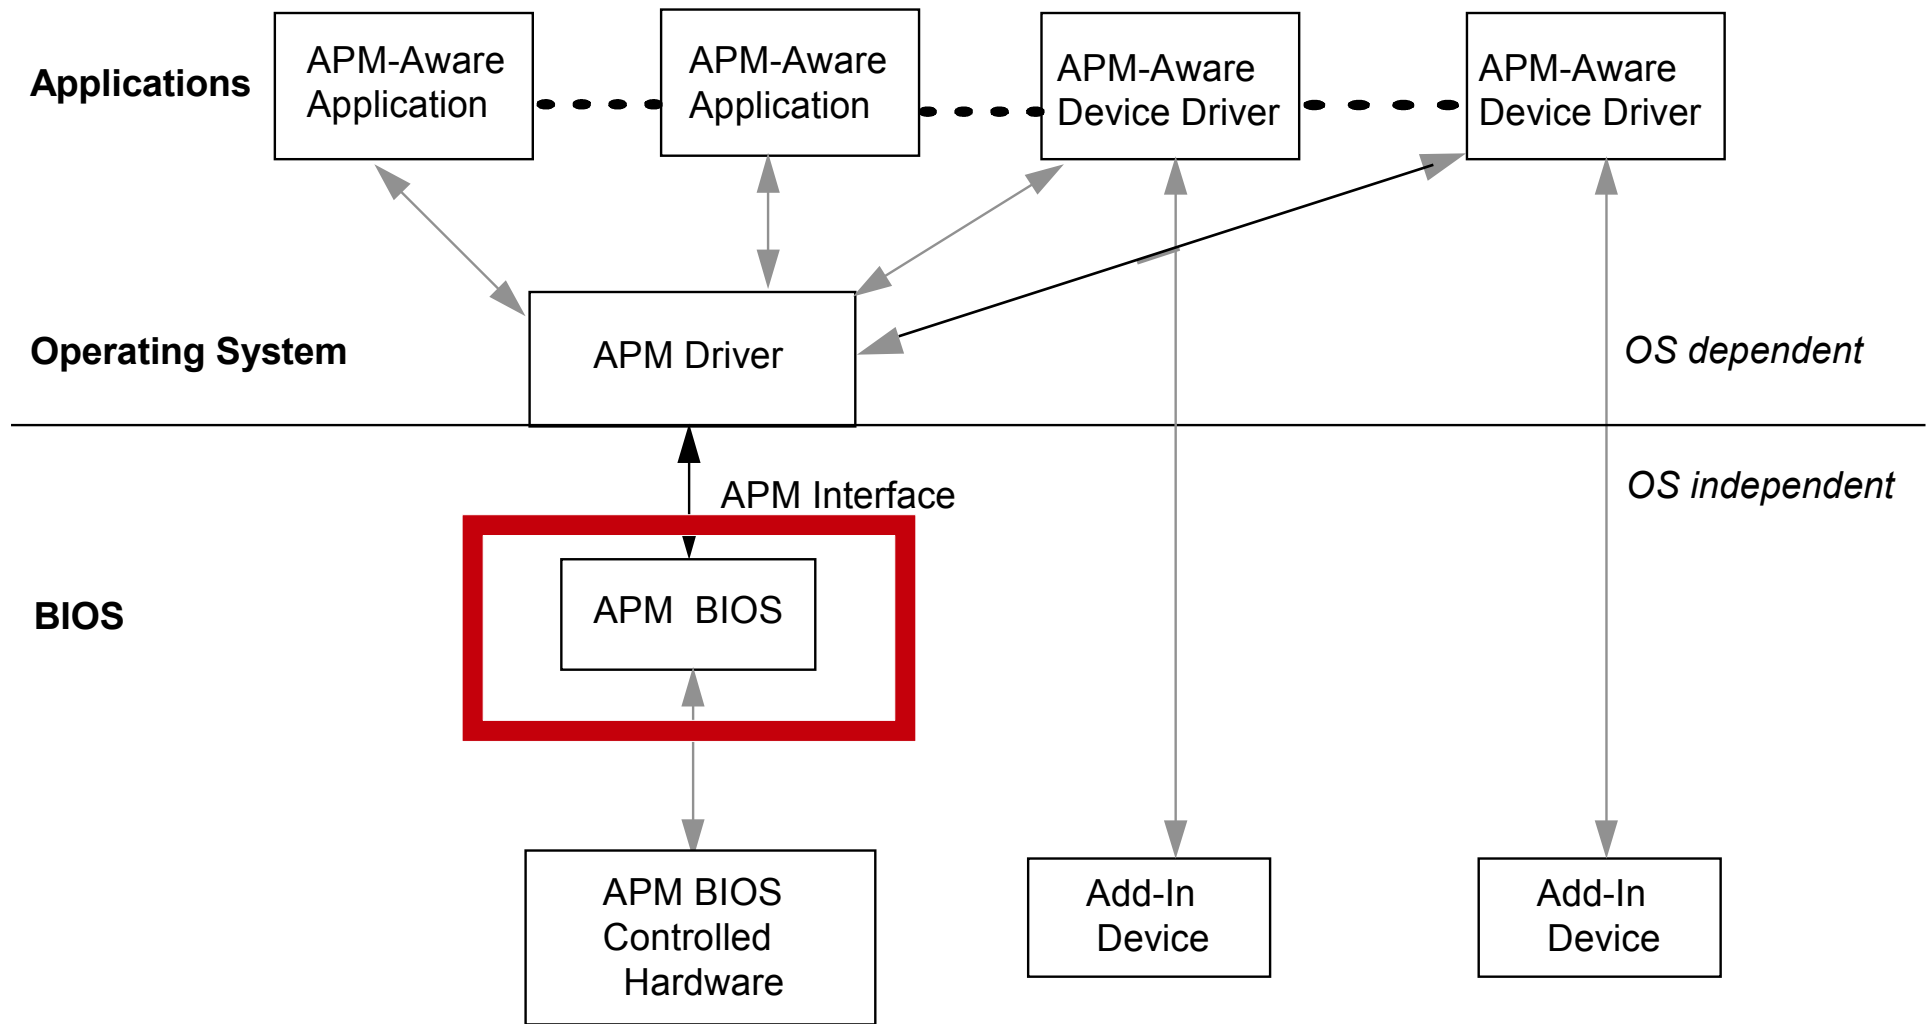 Applications
APM-Aware
Application
APM-Aware
Application
APM-Aware
Device Driver
APM-Aware
Device Driver
Operating System
APM Driver
OS dependent
APM Interface
OS independent
BIOS
APM BIOS
APM BIOS
Controlled
Hardware
Add-In
Device
Add-In
Device